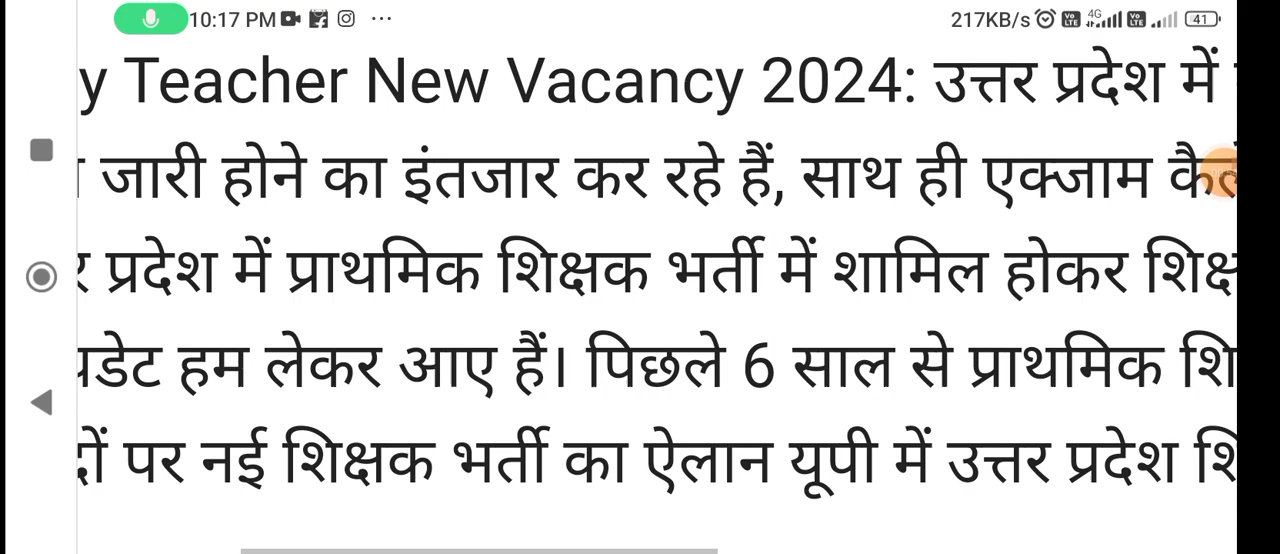 10:17 PM ... 217KB/s 4G 41
y Teacher New Vacancy 2024: उत्तर प्रदेश में
जारी होने का इंतजार कर रहे हैं, साथ ही एक्जाम
प्रदेश में प्राथमिक शिक्षक भर्ती में शामिल होकर
हम लेकर आए हैं। पिछले 6 साल से प्राथमिक
पर नई शिक्षक भर्ती का ऐलान यूपी में उत्तर प्रदेश